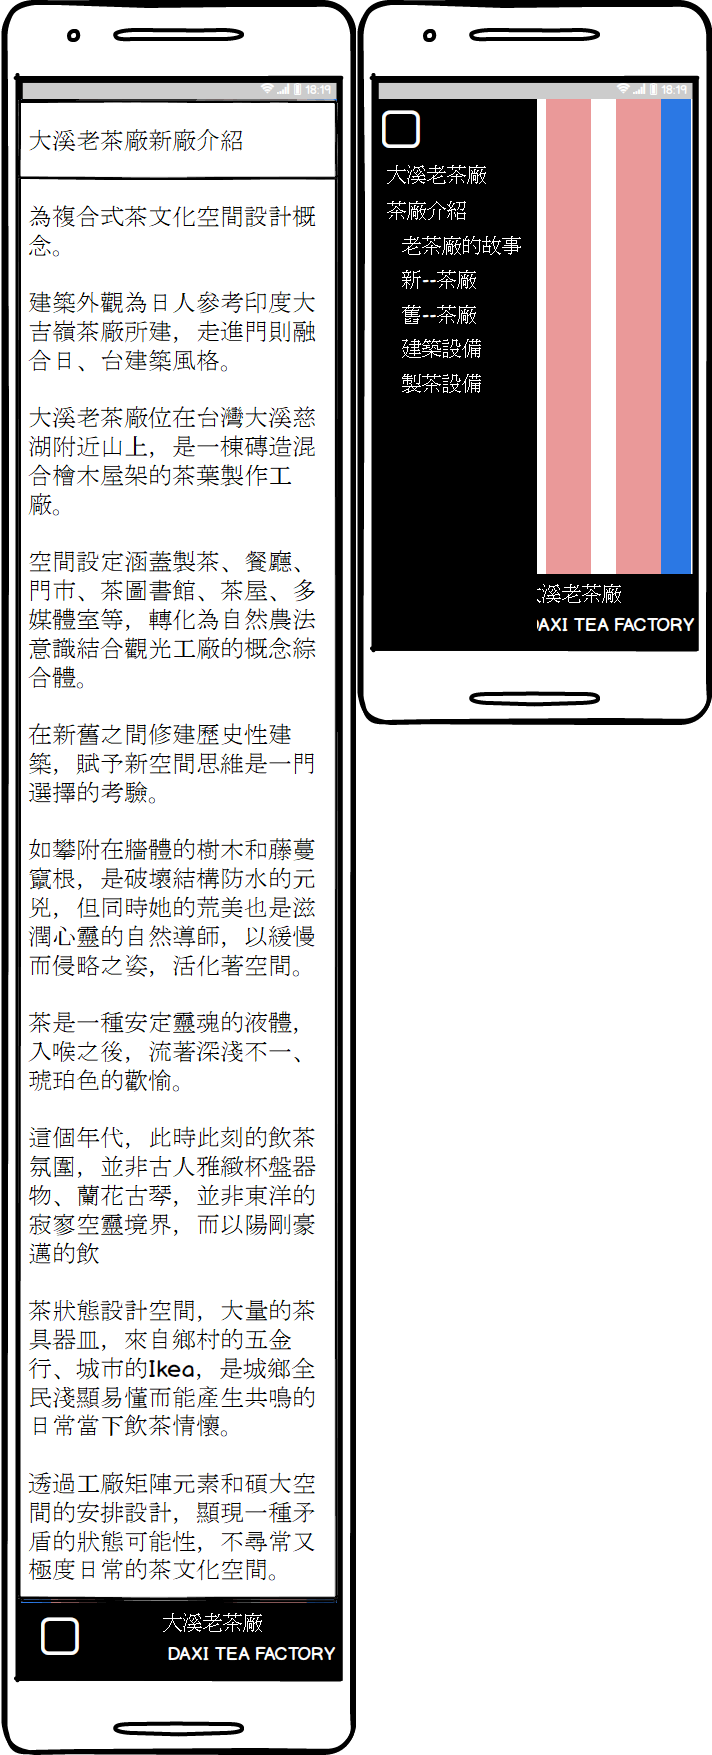 18:19
大溪老茶廠新廠介紹
為複合式茶文化空間設計概
念。
建築外觀為日人參考印度大
吉嶺茶廠所建，走進門則融
合日、台建築風格。
大溪老茶廠位在台灣大溪慈
湖附近山上，是一棟磚造混
合檜木屋架的茶葉製作工
廠。
空間設定涵蓋製茶、餐廳、
門市、茶圖書館、茶屋、多
媒體室等，轉化為自然農法
意識結合觀光工廠的概念綜
合體。
在新舊之間修建歷史性建
築，賦予新空間思維是一門
選擇的考驗。
如攀附在牆體的樹木和藤蔓
竄根，是破壞結構防水的元
兇，但同時她的荒美也是滋
潤心靈的自然導師，以緩慢
而侵略之姿，活化著空間。
茶是一種安定靈魂的液體，
入喉之後，流著深淺不一、
琥珀色的歡愉。
這個年代，此時此刻的飲茶
氛圍，並非古人雅緻杯盤器
物、蘭花古琴，並非東洋的
寂寥空靈境界，而以陽剛豪
邁的飲
茶狀態設計空間，大量的茶
具器皿，來自鄉村的五金
行、城市的Ikea，是城鄉全
民淺顯易懂而能產生共鳴的
日常當下飲茶情懷。
透過工廠矩陣元素和碩大空
間的安排設計，顯現一種矛
盾的狀態可能性，不尋常又
極度日常的茶文化空間。
大溪老茶廠
DAXI TEA FACTORY
18:19
大溪老茶廠
茶廠介紹
老茶廠的故事
新--茶廠
舊--茶廠
建築設備
製茶設備
大溪老茶廠
DAXI TEA FACTORY